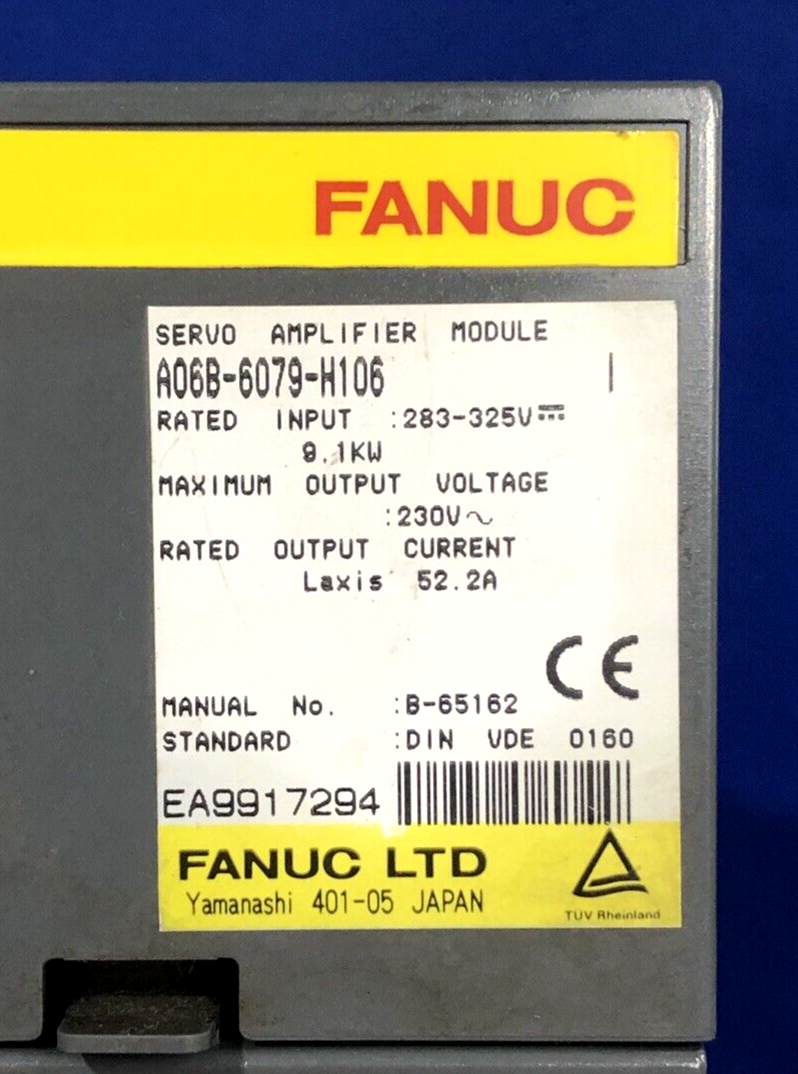 FANUC
SERVO AMPLIFIER MODULE
A06B-6079-H106 I
RATED INPUT :283-325V⎓
9.1KW
MAXIMUM OUTPUT VOLTAGE
:230V~
RATED OUTPUT CURRENT
Laxis 52.2A
CE
MANUAL No. :B-65162
STANDARD :DIN VDE 0160
EA9917294
FANUC LTD
Yamanashi 401-05 JAPAN
TÜV Rheinland